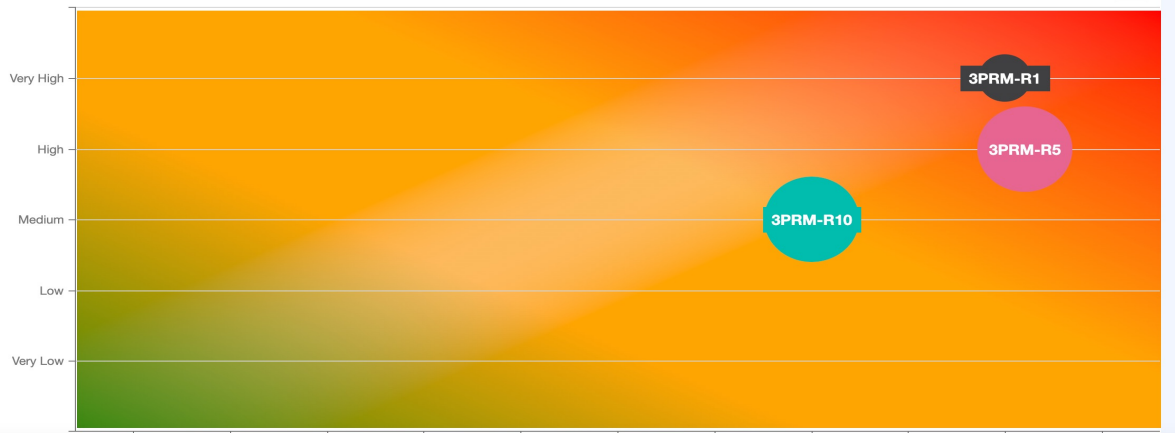 Very High
3PRM-R1
High
3PRM-R5
Medium
3PRM-R10
Low
Very Low